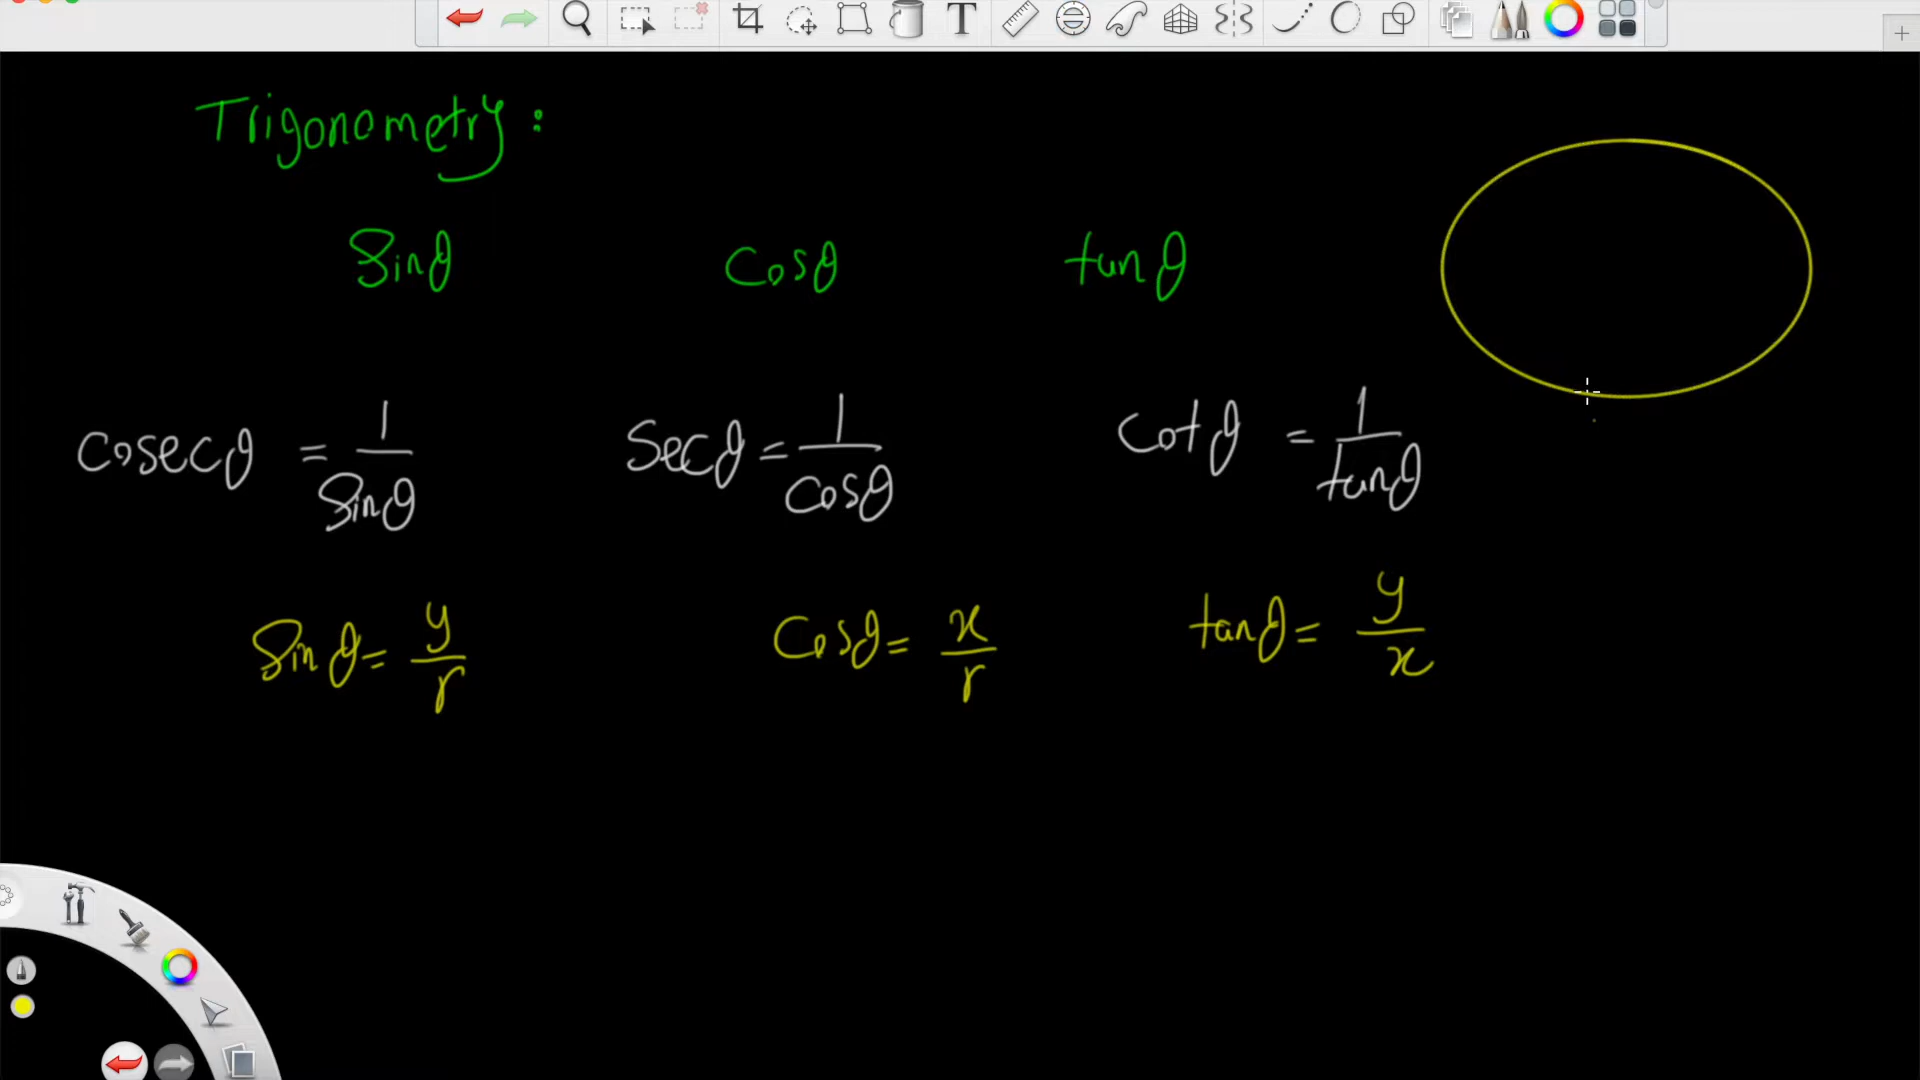 Trigonometry:
Sinθ Cosθ tanθ
Cosecθ = 1/Sinθ Secθ = 1/Cosθ Cotθ = 1/tanθ
Sinθ = y/r Cosθ = x/r tanθ = y/x